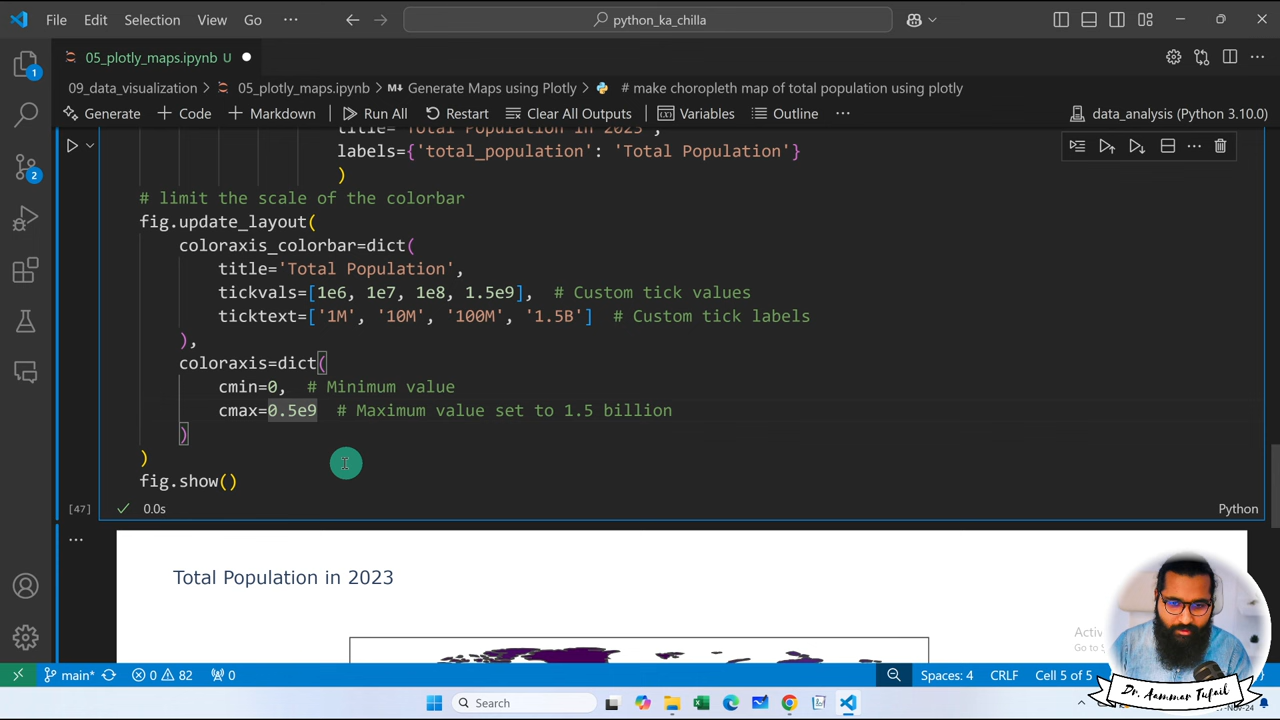 File Edit Selection View Go ··· python_ka_chilla
05_plotly_maps.ipynb U
09_data_visualization > 05_plotly_maps.ipynb > Generate Maps using Plotly > # make choropleth map of total population using plotly
Generate + Code + Markdown Run All Restart Clear All Outputs Variables Outline ··· data_analysis (Python 3.10.0)
title='Total Population in 2023',
labels={'total_population': 'Total Population'}
)
# limit the scale of the colorbar
fig.update_layout(
coloraxis_colorbar=dict(
title='Total Population',
tickvals=[1e6, 1e7, 1e8, 1.5e9], # Custom tick values
ticktext=['1M', '10M', '100M', '1.5B'] # Custom tick labels
),
coloraxis=dict(
cmin=0, # Minimum value
cmax=0.5e9 # Maximum value set to 1.5 billion
)
)
fig.show()
[47] 0.0s Python
Total Population in 2023
main* 0 82 0 Spaces: 4 CRLF Cell 5 of 5
Search
Dr. Aammar Tufail